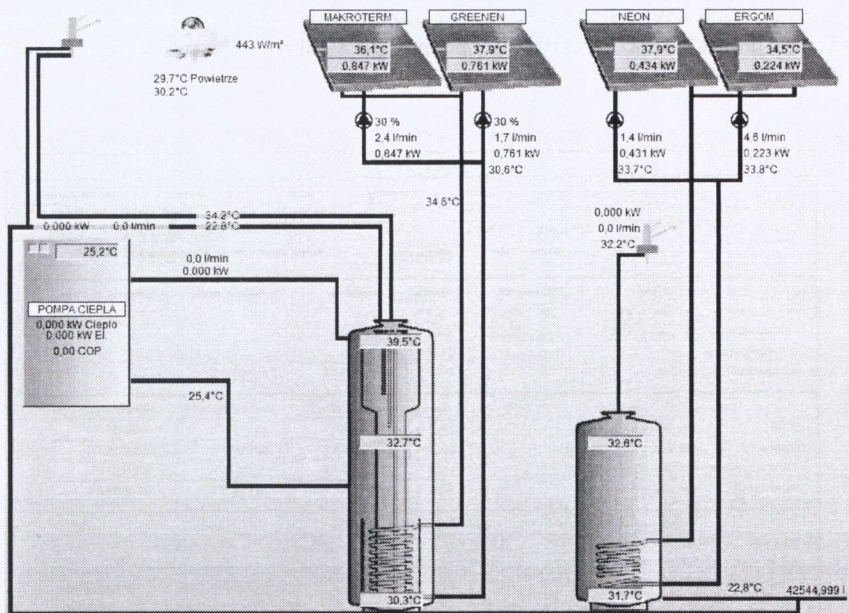 MAKROTERM GREENEN NEON ERGOM
443 W/m²
36,1°C 37,9°C 37,9°C 34,5°C
0,847 kW 0,761 kW 0,434 kW 0,224 kW
29,7°C Powietrze
30,2°C
30 % 30 %
2,4 l/min 1,7 l/min 1,4 l/min 4,6 l/min
0,847 kW 0,761 kW 0,431 kW 0,223 kW
30,6°C 33,7°C 33,8°C
34,6°C
34,2°C
0,000 kW 0,0 l/min 22,8°C
0,000 kW
0,0 l/min
32,2°C
25,2°C
0,0 l/min
0,000 kW
POMPA CIEPLA
0,000 kW Cieplo
0,000 kW El.
0,00 COP
39,5°C
25,4°C
32,7°C 32,6°C
30,3°C 31,7°C
22,8°C 42544,999 l